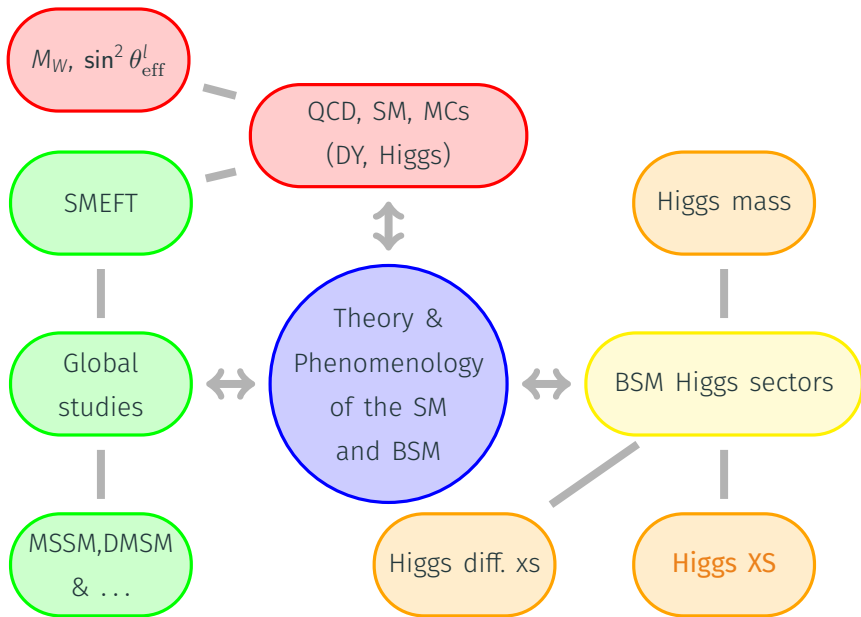 M_W, sin² θ^l_eff
QCD, SM, MCs
(DY, Higgs)
SMEFT
Higgs mass
Theory &
Phenomenology
of the SM
and BSM
Global
studies
BSM Higgs sectors
MSSM,DMSM
& ...
Higgs diff. xs
Higgs XS